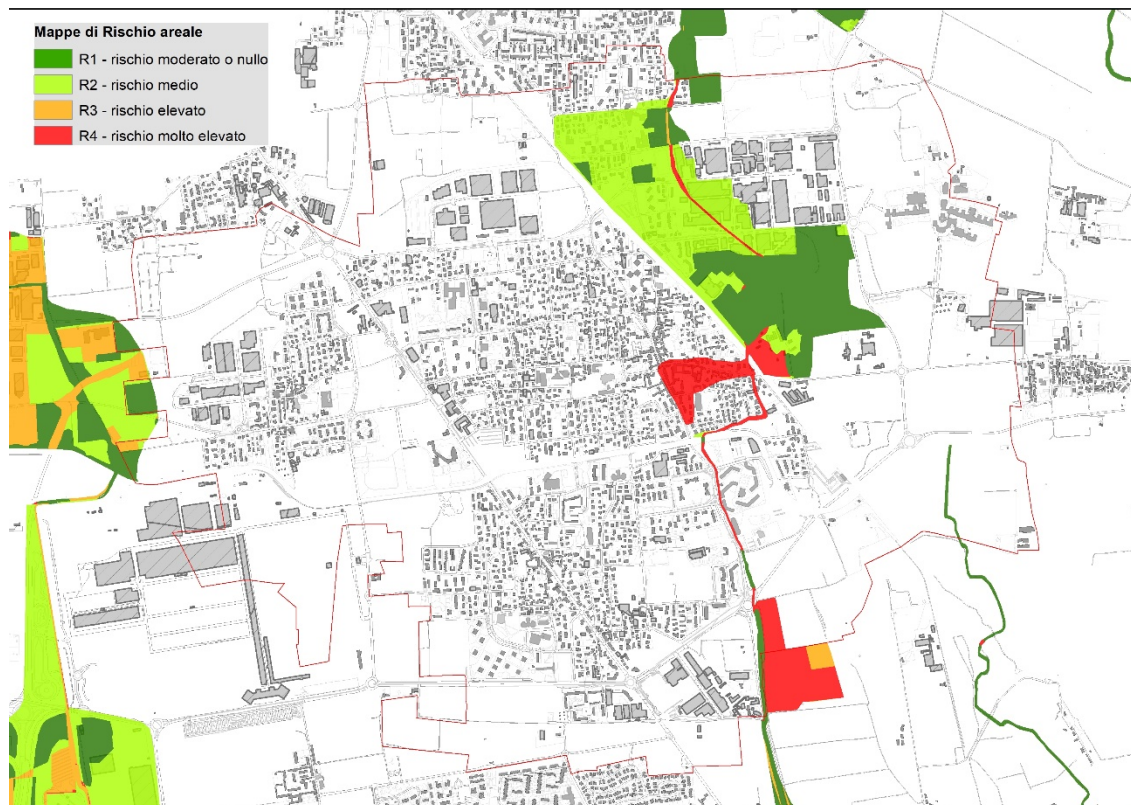 Mappe di Rischio areale
R1 - rischio moderato o nullo
R2 - rischio medio
R3 - rischio elevato
R4 - rischio molto elevato